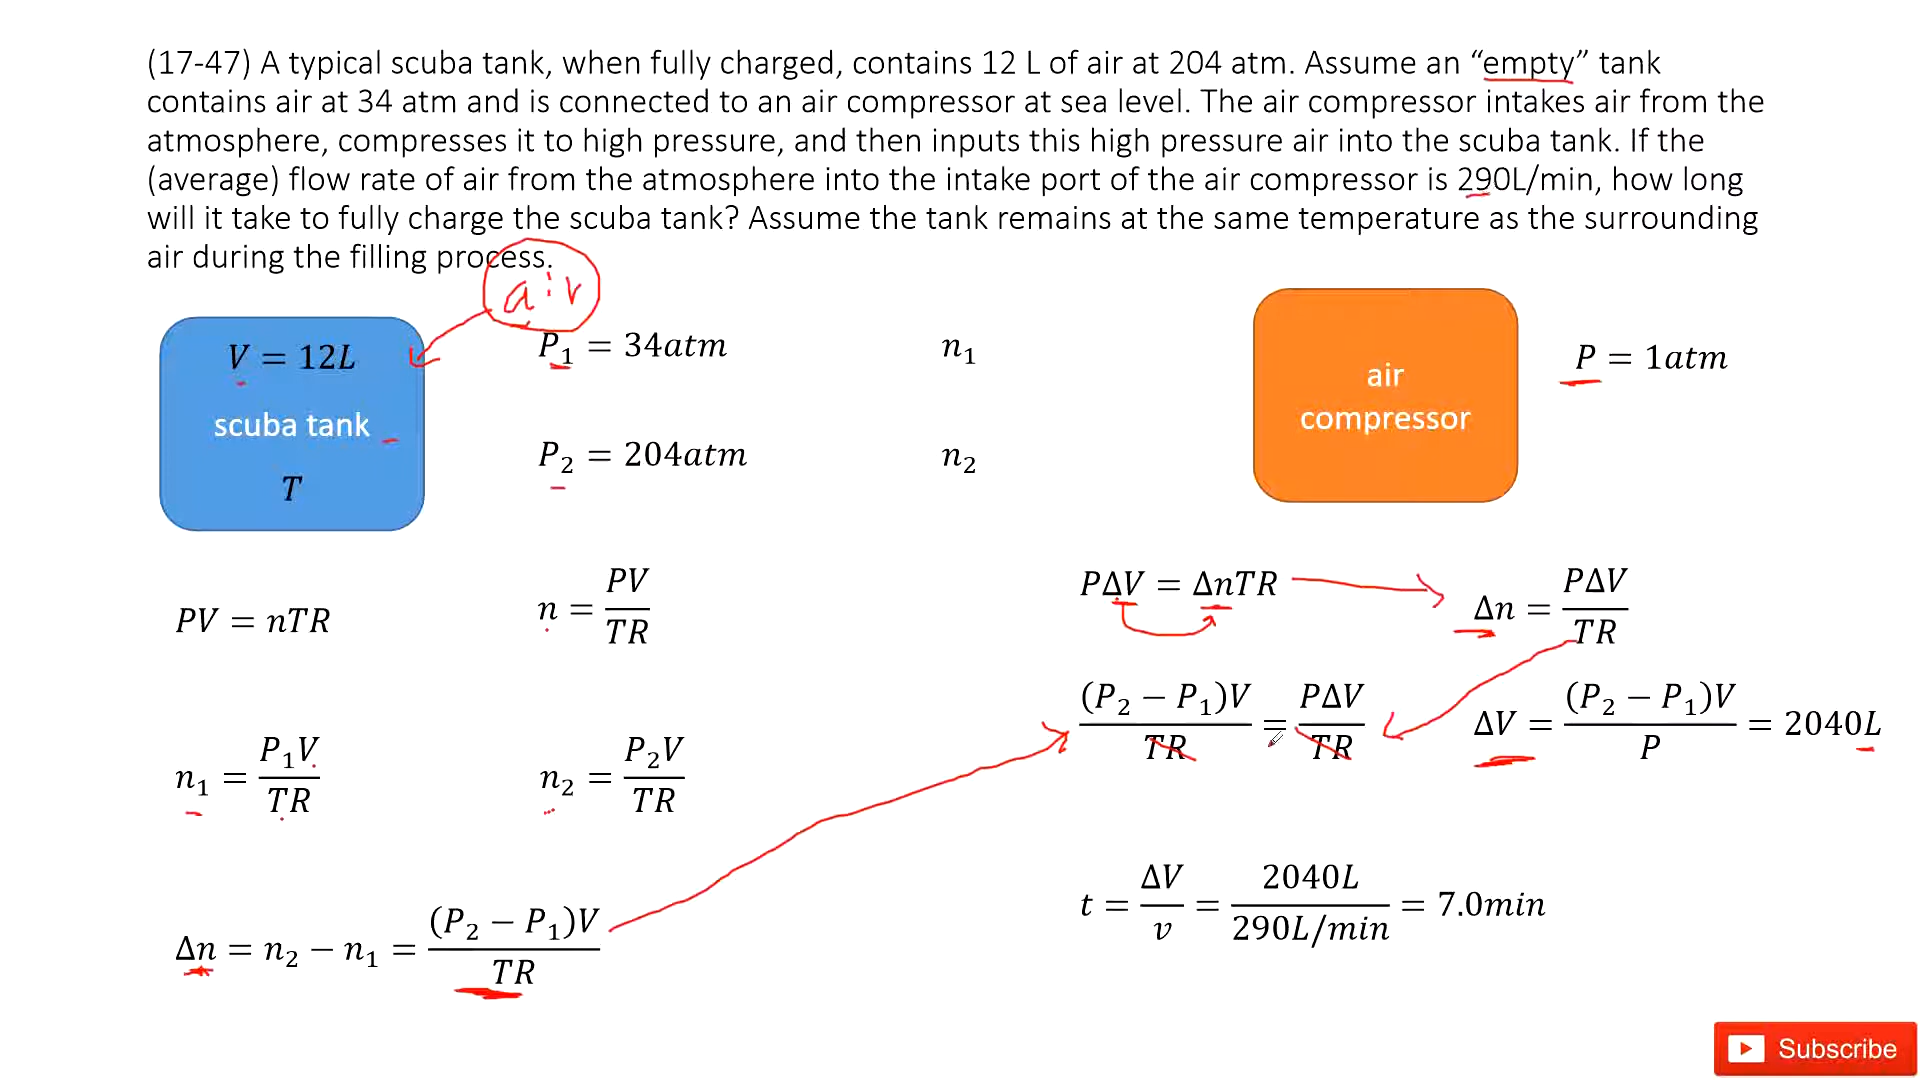 (17-47) A typical scuba tank, when fully charged, contains 12 L of air at 204 atm. Assume an “empty” tank
contains air at 34 atm and is connected to an air compressor at sea level. The air compressor intakes air from the
atmosphere, compresses it to high pressure, and then inputs this high pressure air into the scuba tank. If the
(average) flow rate of air from the atmosphere into the intake port of the air compressor is 290L/min, how long
will it take to fully charge the scuba tank? Assume the tank remains at the same temperature as the surrounding
air during the filling process.
air
V = 12L
scuba tank
T
P₁ = 34atm
n₁
P₂ = 204atm
n₂
air
compressor
P = 1atm
PV = nTR
n = PV/TR
n₁ = P₁V/TR
n₂ = P₂V/TR
Δn = n₂ − n₁ = (P₂ − P₁)V/TR
PΔV = ΔnTR
Δn = PΔV/TR
(P₂ − P₁)V/TR = PΔV/TR
ΔV = (P₂ − P₁)V/P = 2040L
t = ΔV/v = 2040L/290L/min = 7.0min
Subscribe